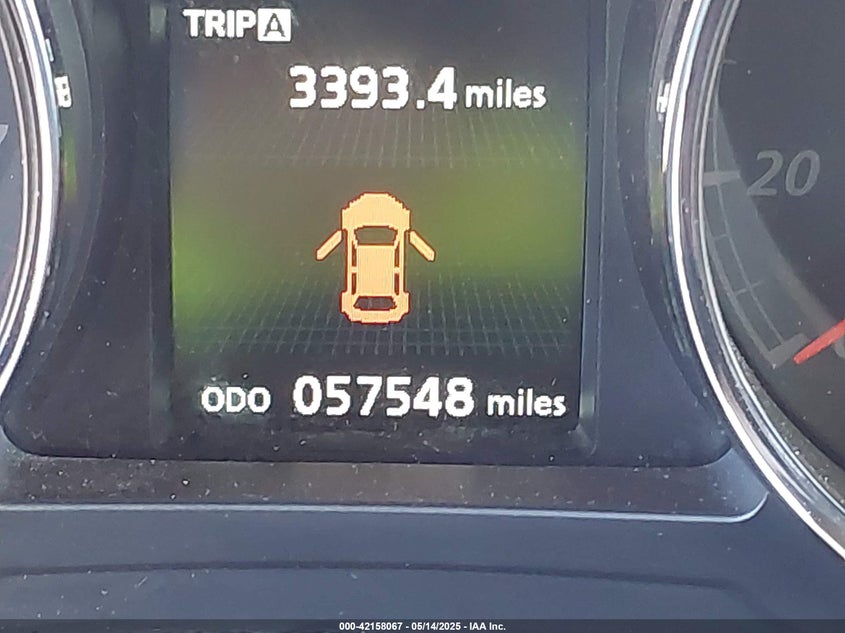 TRIP A
3393.4 miles
20
ODO 057548 miles
000-42158067 - 05/14/2025 - IAA Inc.